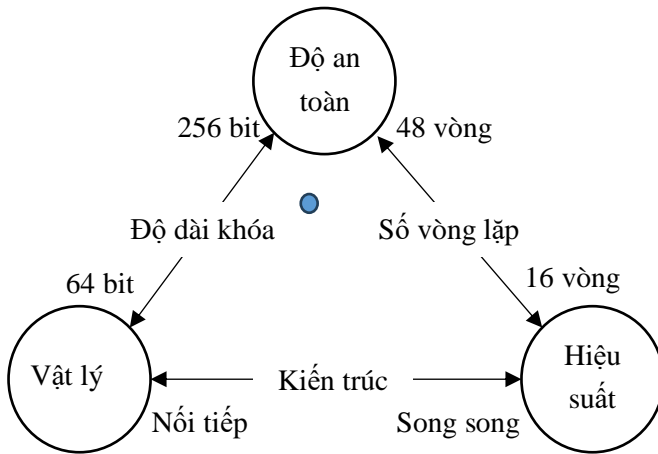 Độ an
toàn
256 bit
48 vòng
Độ dài khóa
Số vòng lặp
64 bit
16 vòng
Vật lý
Kiến trúc
Hiệu
suất
Nối tiếp
Song song